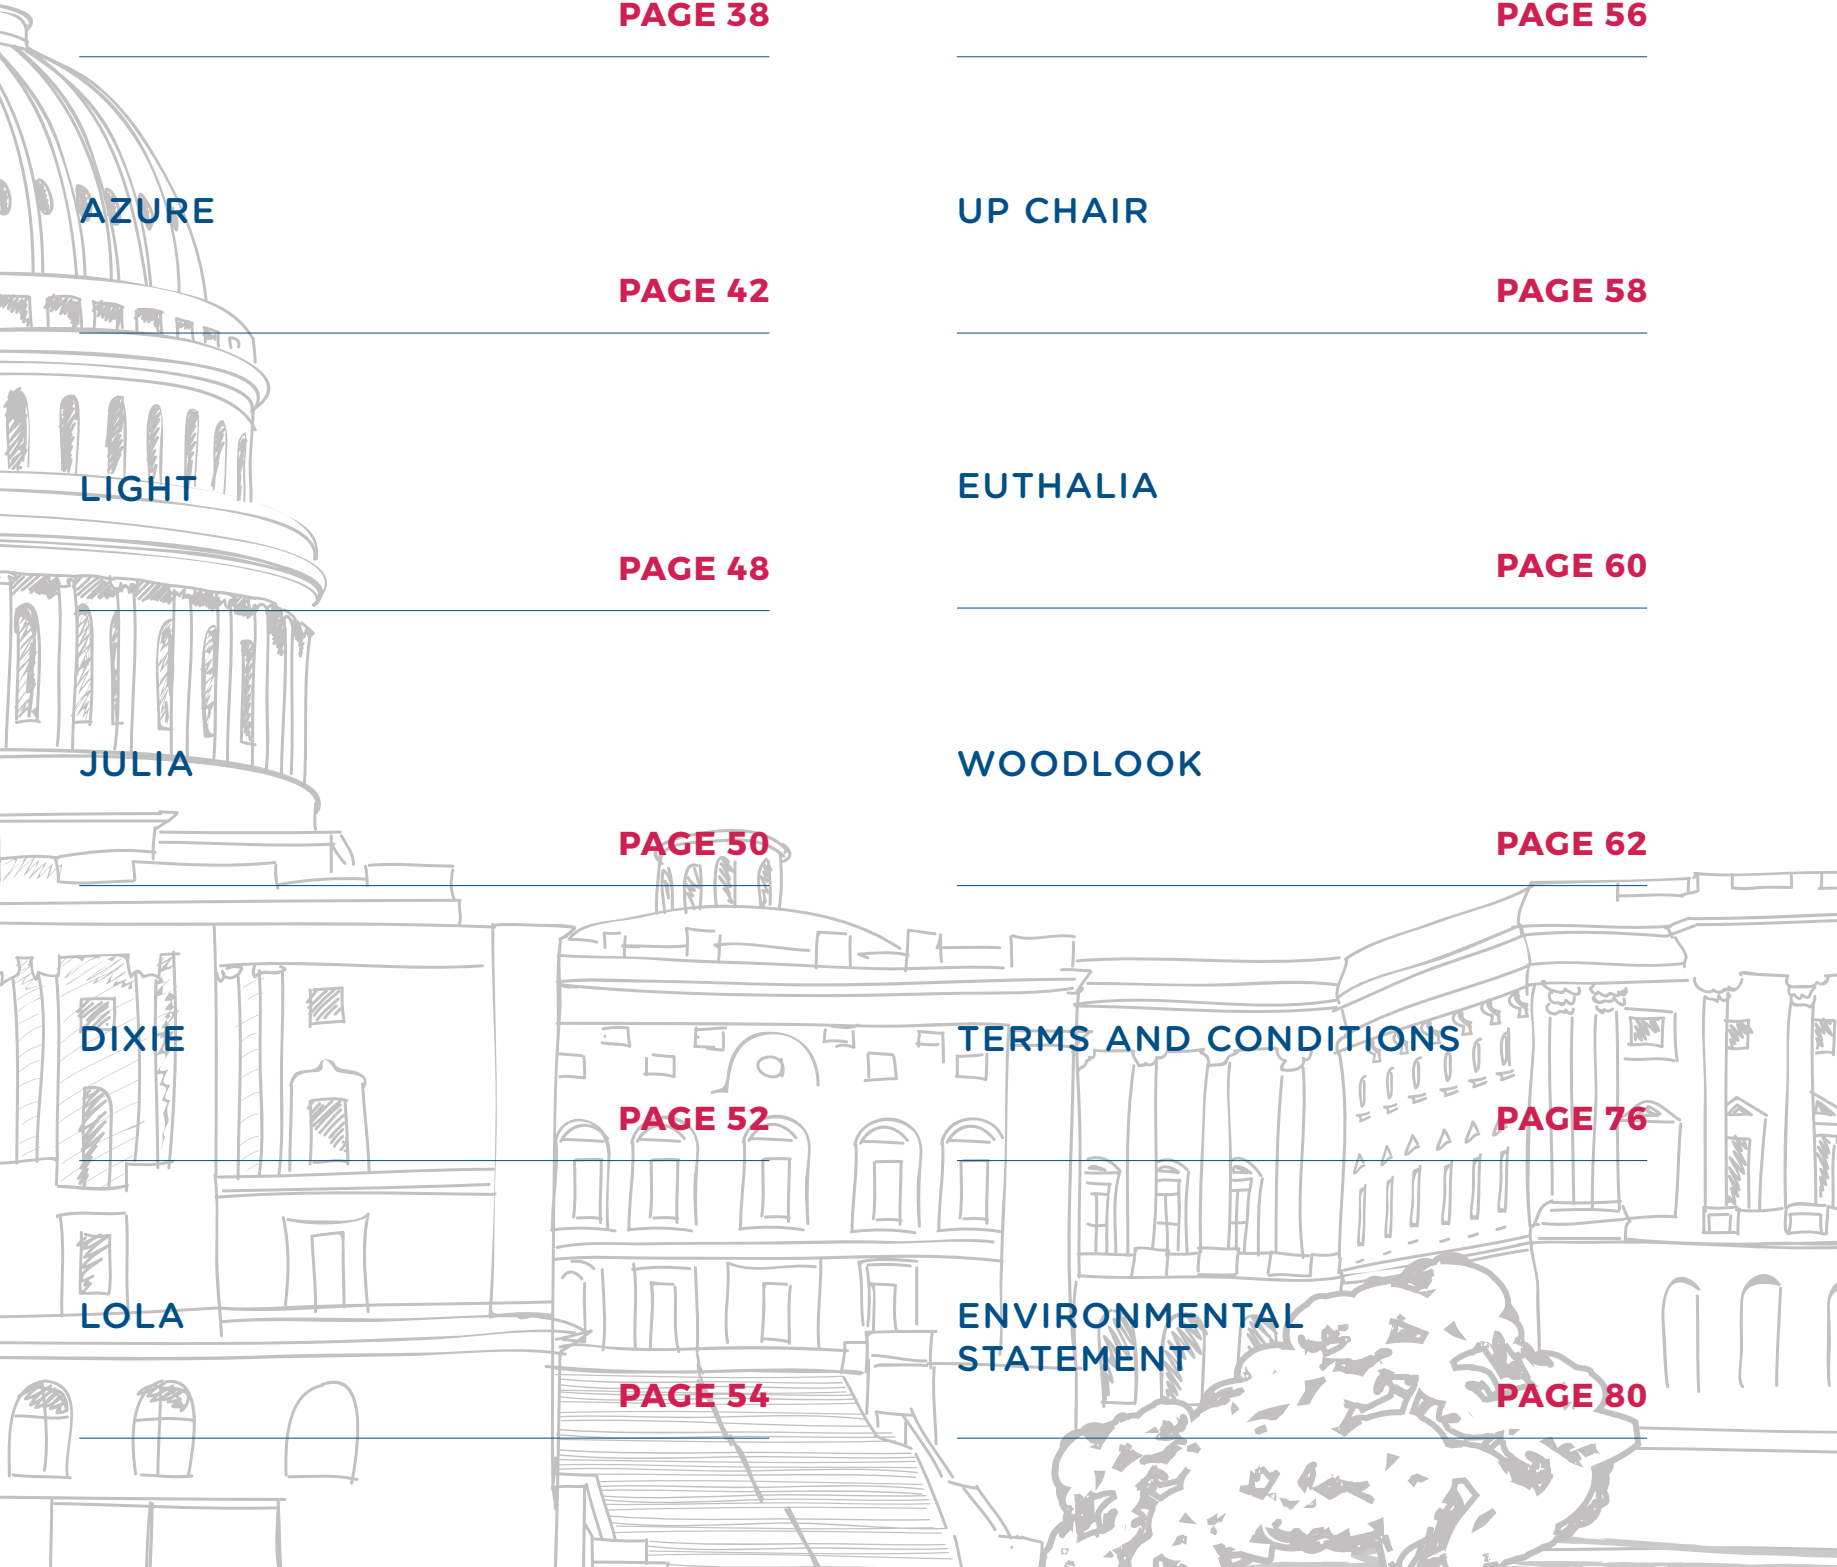 PAGE 38
AZURE
PAGE 42
LIGHT
PAGE 48
JULIA
PAGE 50
DIXIE
PAGE 52
LOLA
PAGE 54
PAGE 56
UP CHAIR
PAGE 58
EUTHALIA
PAGE 60
WOODLOOK
PAGE 62
TERMS AND CONDITIONS
PAGE 76
ENVIRONMENTAL
STATEMENT
PAGE 80